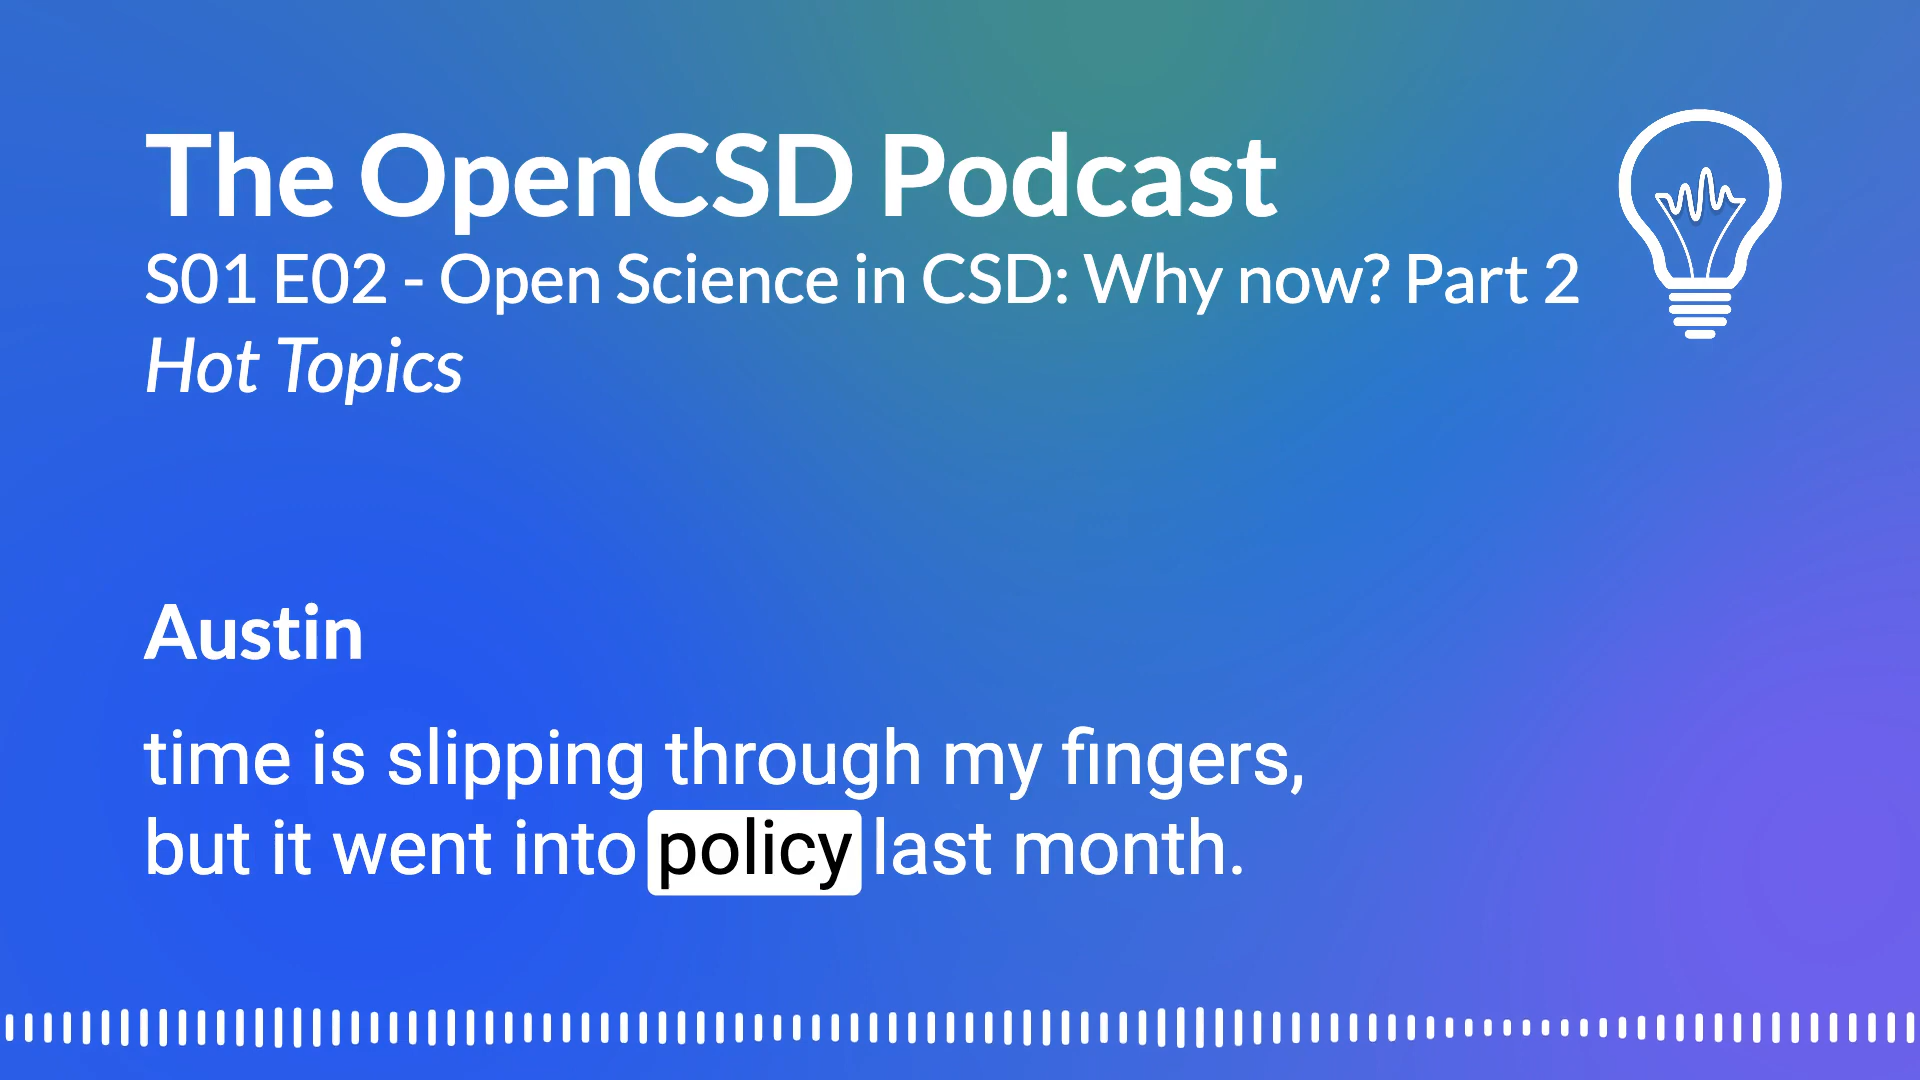 The OpenCSD Podcast
S01 E02 - Open Science in CSD: Why now? Part 2
Hot Topics
Austin
time is slipping through my fingers,
but it went into policy last month.